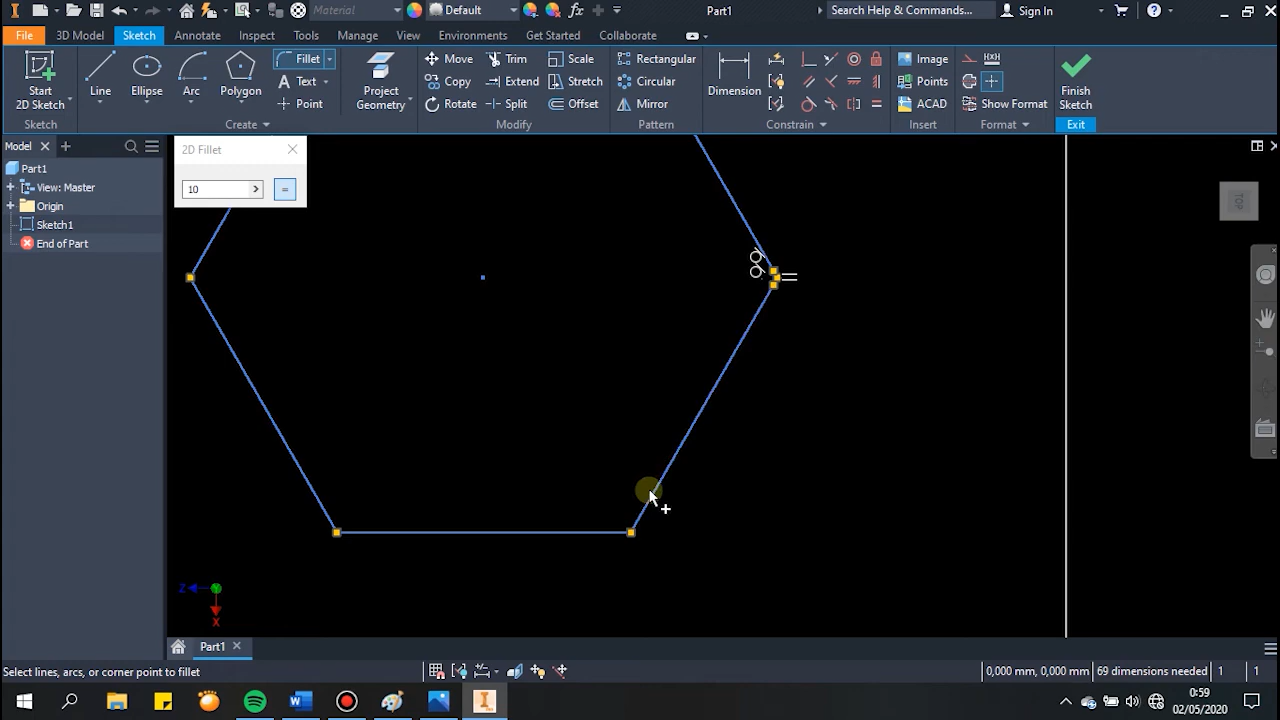 Material
Default
fx
Part1
Search Help & Commands...
Sign In
File
3D Model
Sketch
Annotate
Inspect
Tools
Manage
View
Environments
Get Started
Collaborate
Start
2D Sketch
Line
Ellipse
Arc
Polygon
Fillet
Text
Point
Project
Geometry
Move
Copy
Rotate
Trim
Extend
Split
Scale
Stretch
Offset
Rectangular
Circular
Mirror
Dimension
Image
Points
ACAD
Show Format
Finish
Sketch
Sketch
Create
Modify
Pattern
Constrain
Insert
Format
Exit
Model
Part1
View: Master
Origin
Sketch1
End of Part
2D Fillet
10
=
TOP
Z
X
Part1
Select lines, arcs, or corner point to fillet
0,000 mm, 0,000 mm
69 dimensions needed
1
1
0:59
02/05/2020